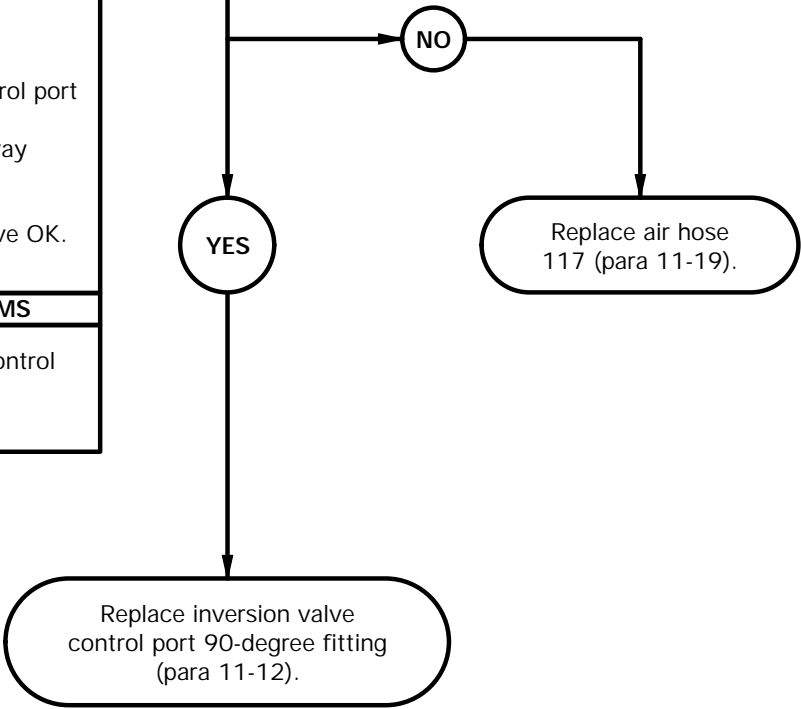 NO
rol port
ay
ve OK.
MS
ontrol
YES
Replace air hose
117 (para 11-19).
Replace inversion valve
control port 90-degree fitting
(para 11-12).